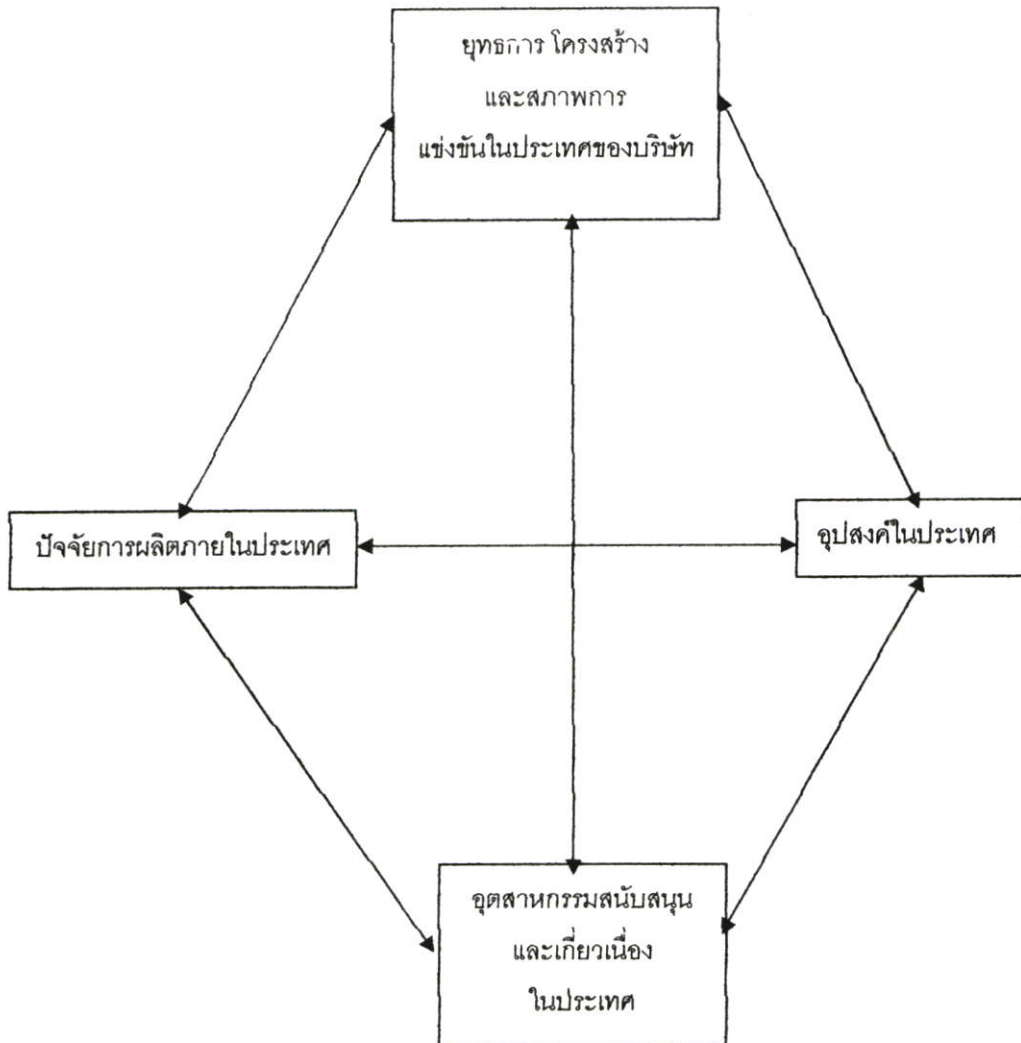 ยุทธการ โครงสร้าง
และสภาพการ
แข่งขันในประเทศของบริษัท
ปัจจัยการผลิตภายในประเทศ
อุปสงค์ในประเทศ
อุตสาหกรรมสนับสนุน
และเกี่ยวเนื่อง
ในประเทศ